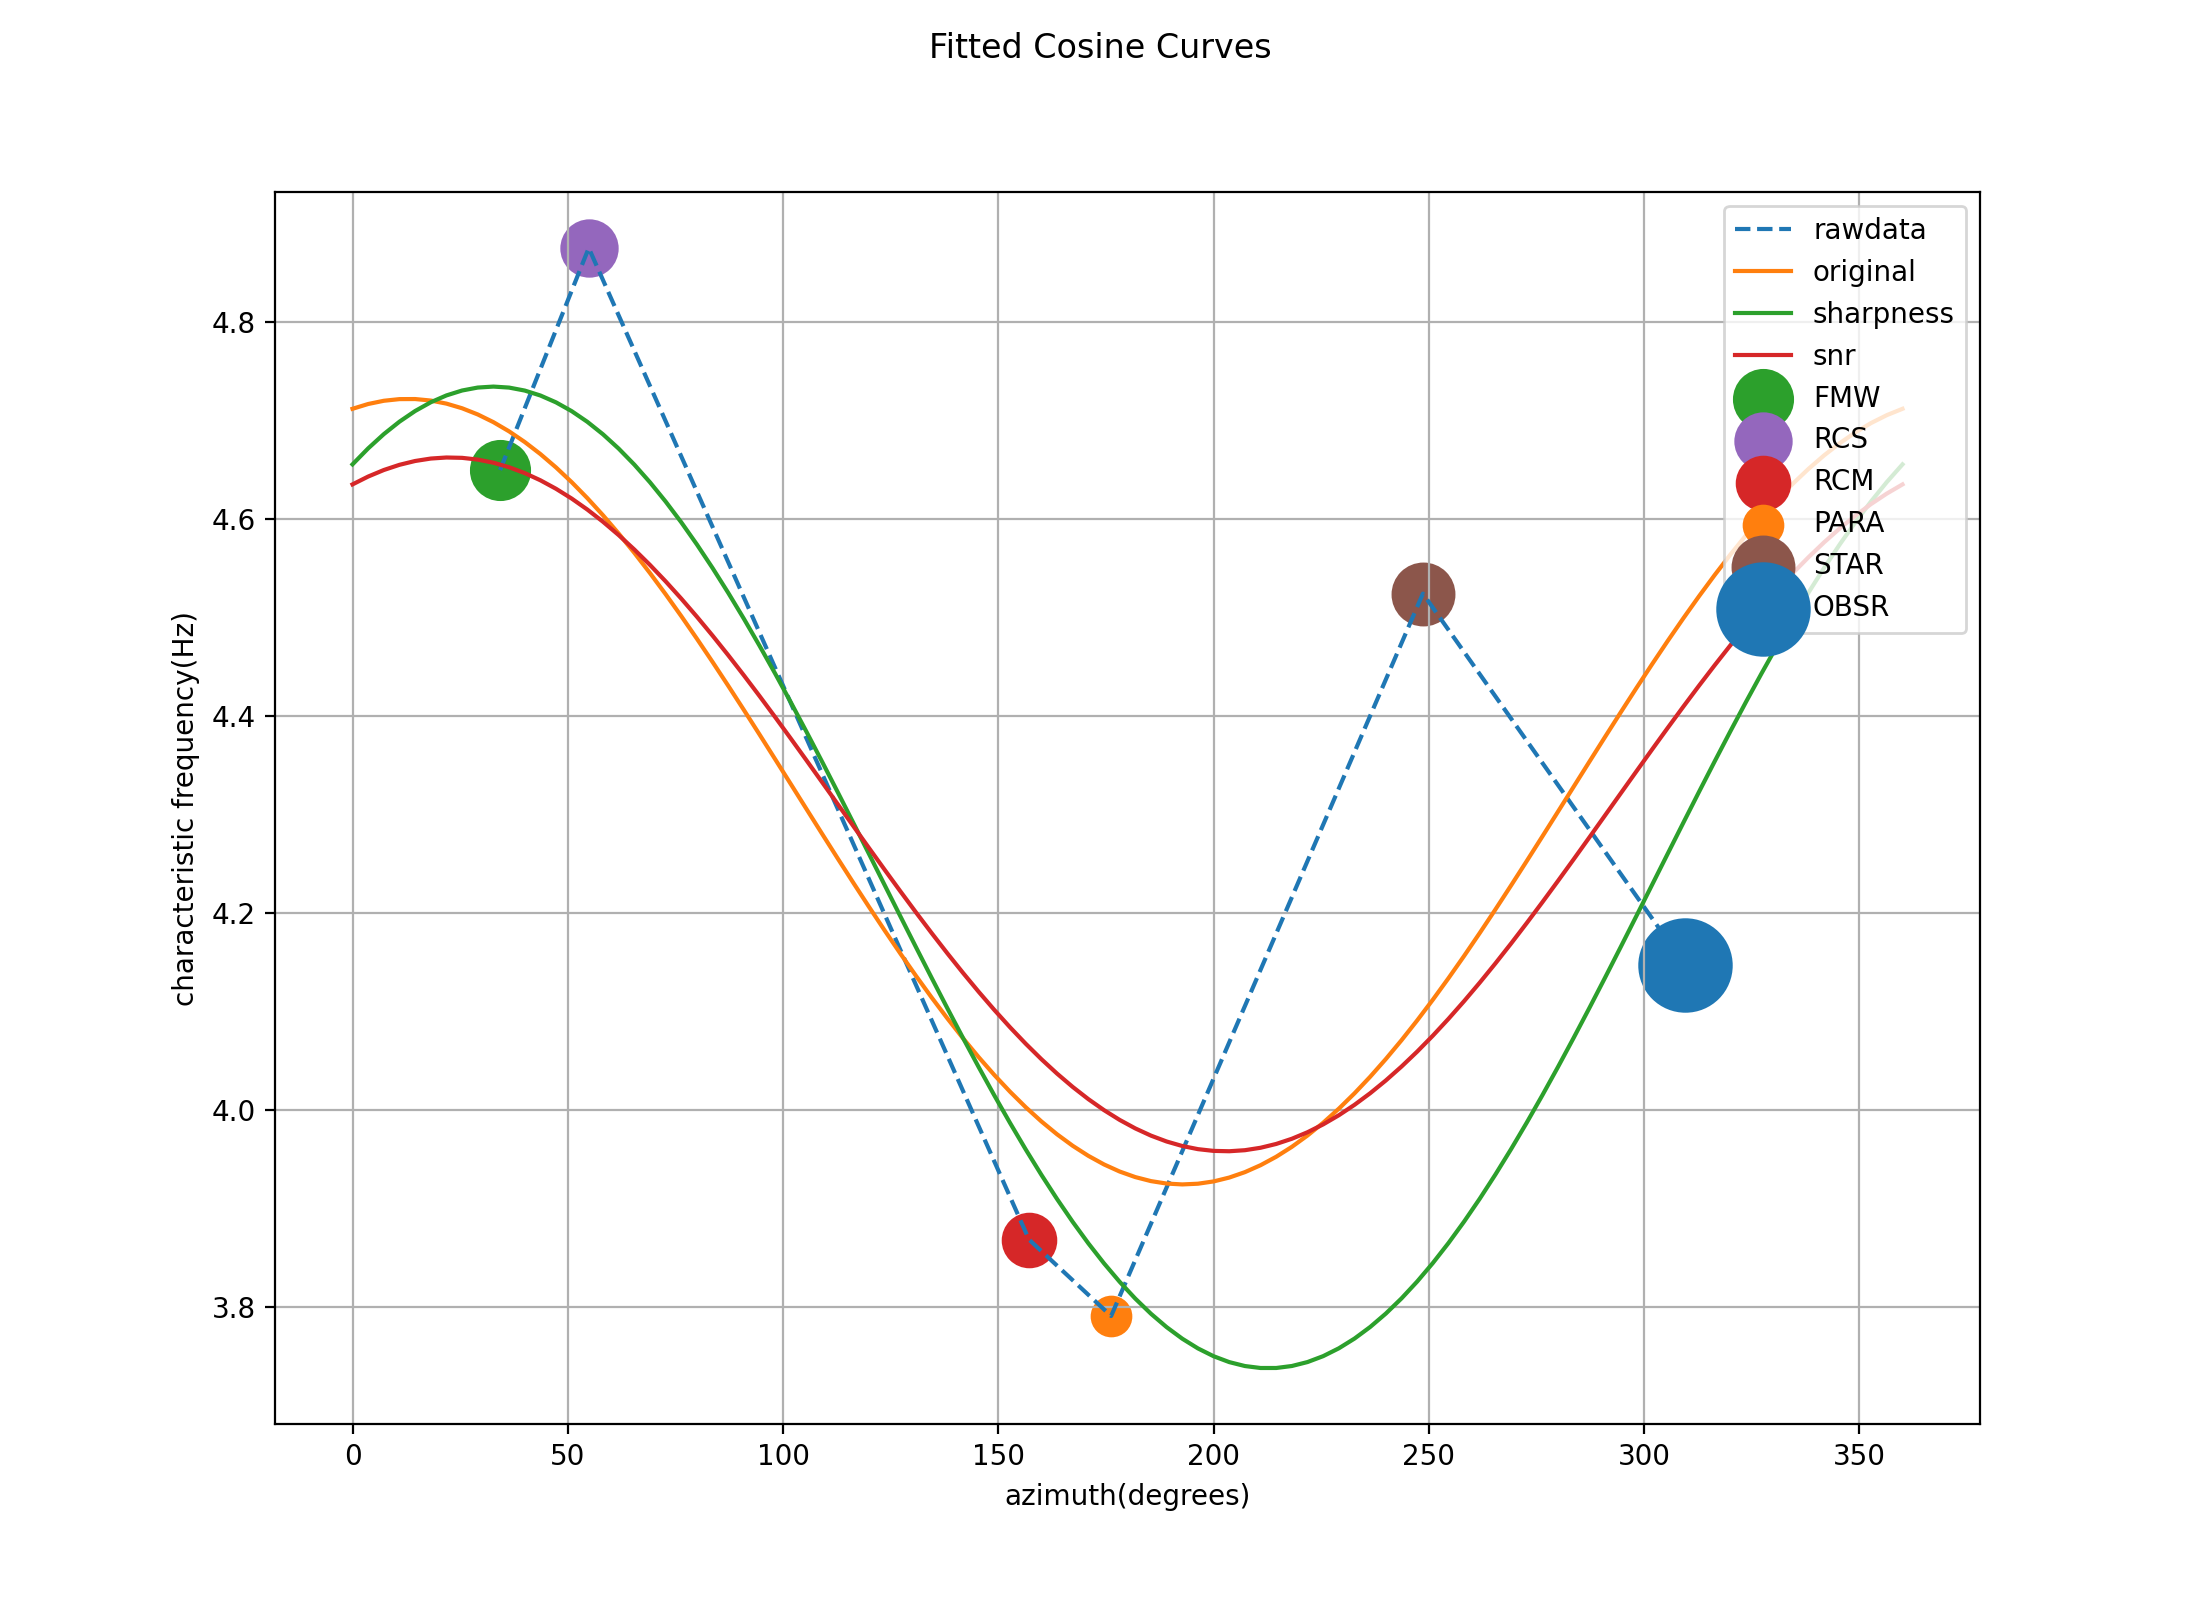 Fitted Cosine Curves
rawdata
original
sharpness
snr
FMW
RCS
RCM
PARA
STAR
OBSR
characteristic frequency(Hz)
4.8
4.6
4.4
4.2
4.0
3.8
0 50 100 150 200 250 300 350
azimuth(degrees)